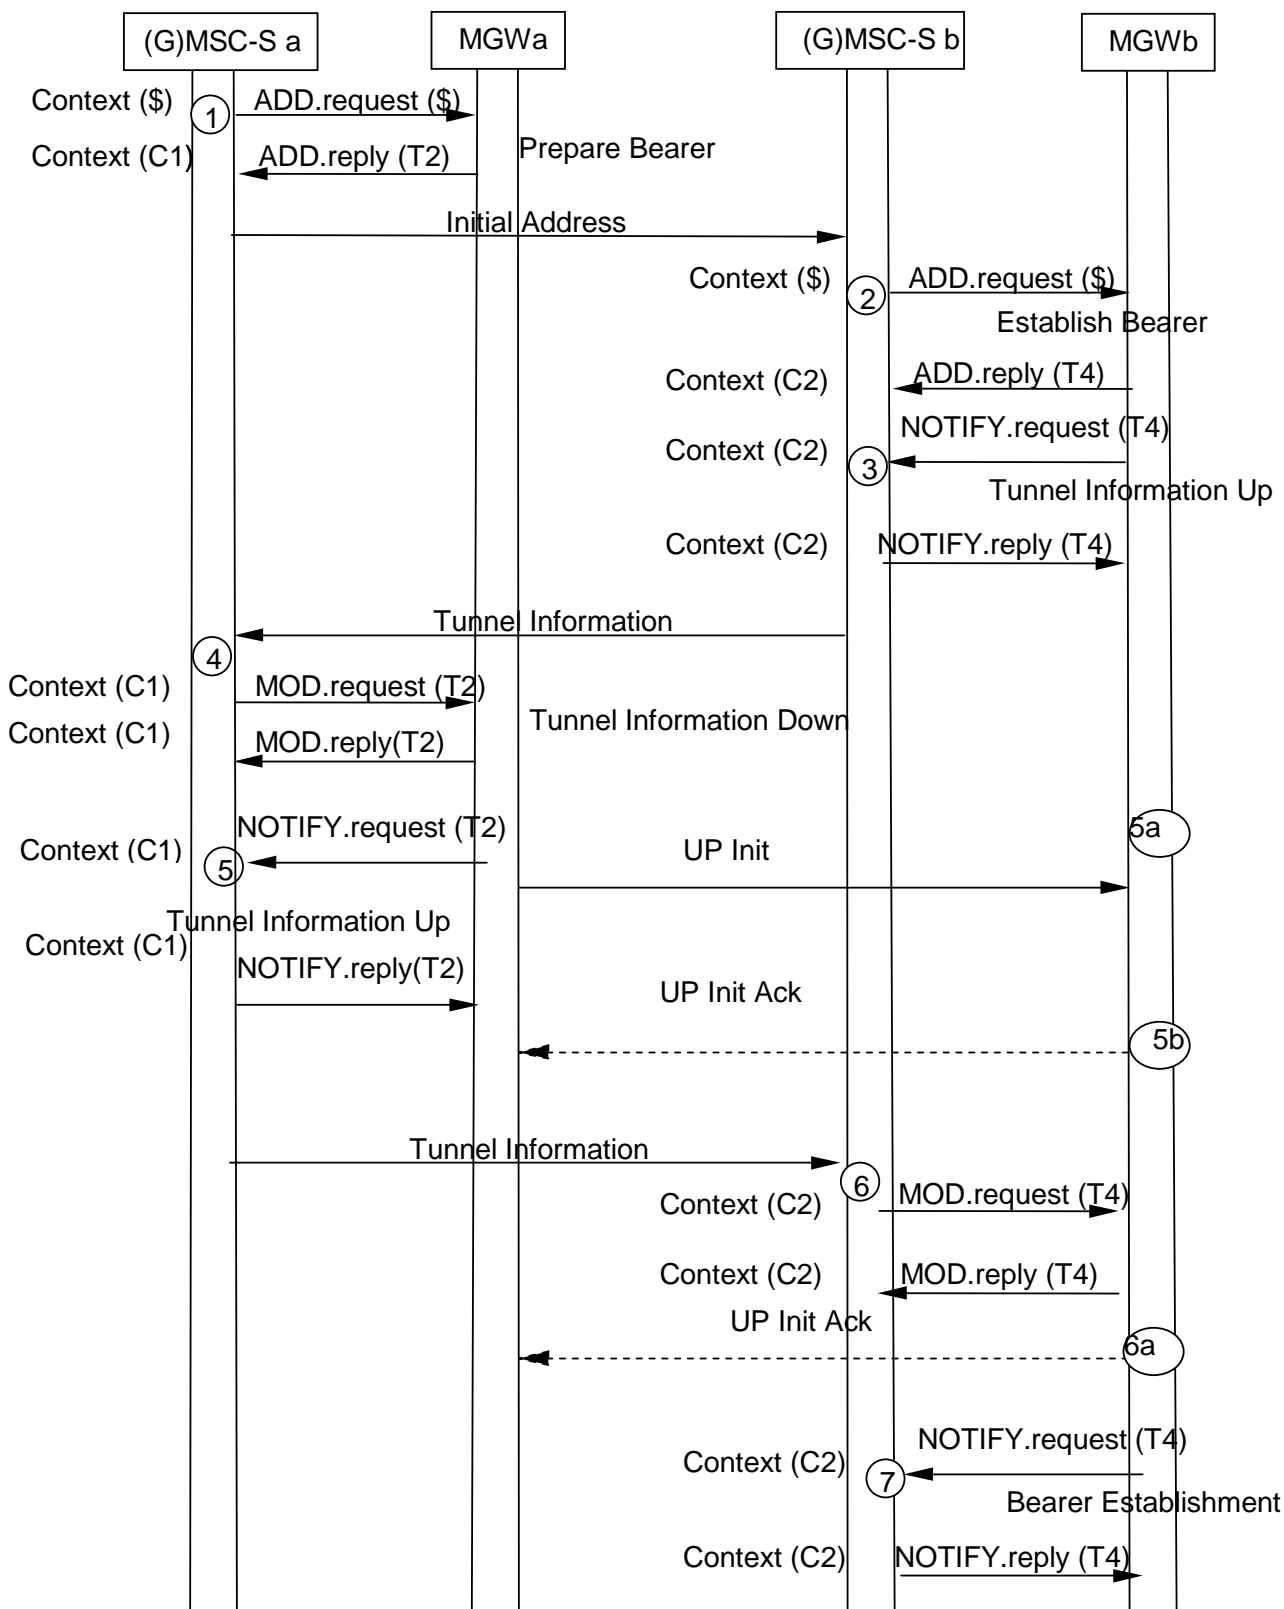 (G)MSC-S a
MGWa
(G)MSC-S b
MGWb
Context ($)
1
ADD.request ($)
Context (C1)
ADD.reply (T2)
Prepare Bearer
Initial Address
Context ($)
2
ADD.request ($)
Establish Bearer
Context (C2)
ADD.reply (T4)
NOTIFY.request (T4)
Context (C2)
3
Tunnel Information Up
Context (C2)
NOTIFY.reply (T4)
Tunnel Information
4
Context (C1)
MOD.request (T2)
Tunnel Information Down
Context (C1)
MOD.reply(T2)
NOTIFY.request (T2)
5a
Context (C1)
5
UP Init
Tunnel Information Up
Context (C1)
NOTIFY.reply(T2)
UP Init Ack
5b
Tunnel Information
6
Context (C2)
MOD.request (T4)
Context (C2)
MOD.reply (T4)
UP Init Ack
6a
NOTIFY.request (T4)
Context (C2)
7
Bearer Establishment
Context (C2)
NOTIFY.reply (T4)